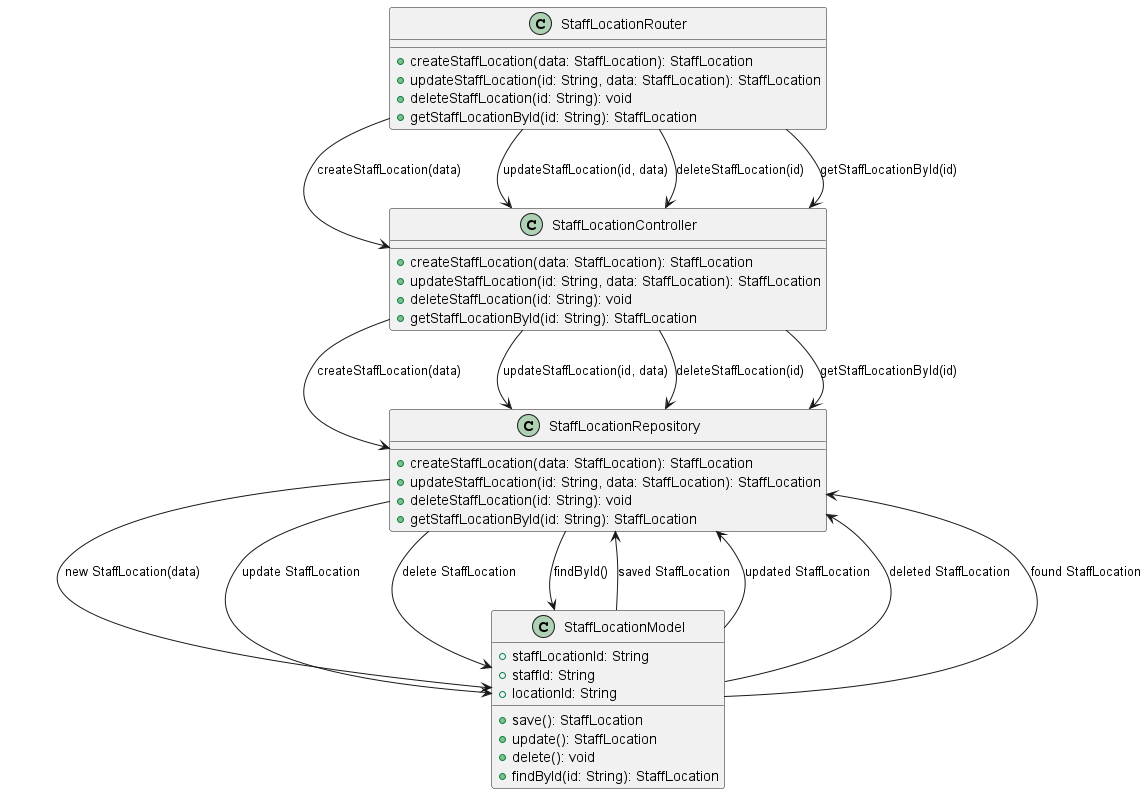 C StaffLocationRouter
createStaffLocation(data: StaffLocation): StaffLocation
updateStaffLocation(id: String, data: StaffLocation): StaffLocation
deleteStaffLocation(id: String): void
getStaffLocationById(id: String): StaffLocation
createStaffLocation(data) updateStaffLocation(id, data) deleteStaffLocation(id) getStaffLocationById(id)
C StaffLocationController
createStaffLocation(data: StaffLocation): StaffLocation
updateStaffLocation(id: String, data: StaffLocation): StaffLocation
deleteStaffLocation(id: String): void
getStaffLocationById(id: String): StaffLocation
createStaffLocation(data) updateStaffLocation(id, data) deleteStaffLocation(id) getStaffLocationById(id)
C StaffLocationRepository
createStaffLocation(data: StaffLocation): StaffLocation
updateStaffLocation(id: String, data: StaffLocation): StaffLocation
deleteStaffLocation(id: String): void
getStaffLocationById(id: String): StaffLocation
new StaffLocation(data) update StaffLocation delete StaffLocation findById() saved StaffLocation updated StaffLocation deleted StaffLocation found StaffLocation
C StaffLocationModel
staffLocationId: String
staffId: String
locationId: String
save(): StaffLocation
update(): StaffLocation
delete(): void
findById(id: String): StaffLocation